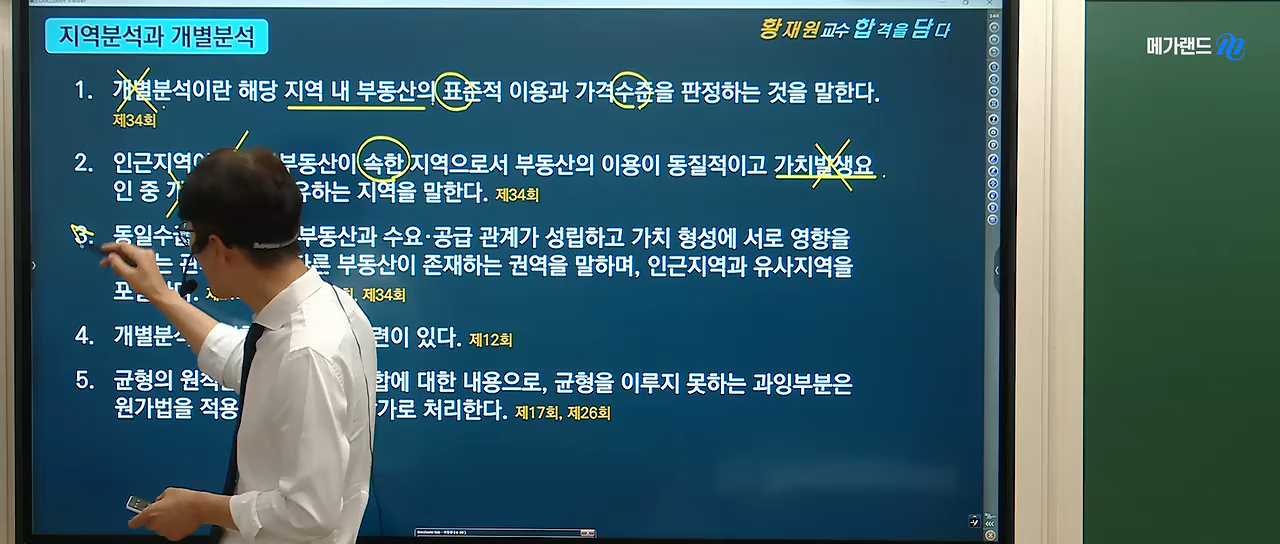 지역분석과 개별분석
황재원 교수 합격을 담다
메가랜드
1. 개별분석이란 해당 지역 내 부동산의 표준적 이용과 가격수준을 판정하는 것을 말한다.
제34회
2. 인근지역이 부동산이 속한 지역으로서 부동산의 이용이 동질적이고 가치발생요
인 중 유하는 지역을 말한다. 제34회
3. 동일수급 부동산과 수요·공급 관계가 성립하고 가치 형성에 서로 영향을
는 다른 부동산이 존재하는 권역을 말하며, 인근지역과 유사지역을
포 다. 제34회
4. 개별분 련이 있다. 제12회
5. 균형의 원칙 합에 대한 내용으로, 균형을 이루지 못하는 과잉부분은
원가법을 적용 가로 처리한다. 제17회, 제26회